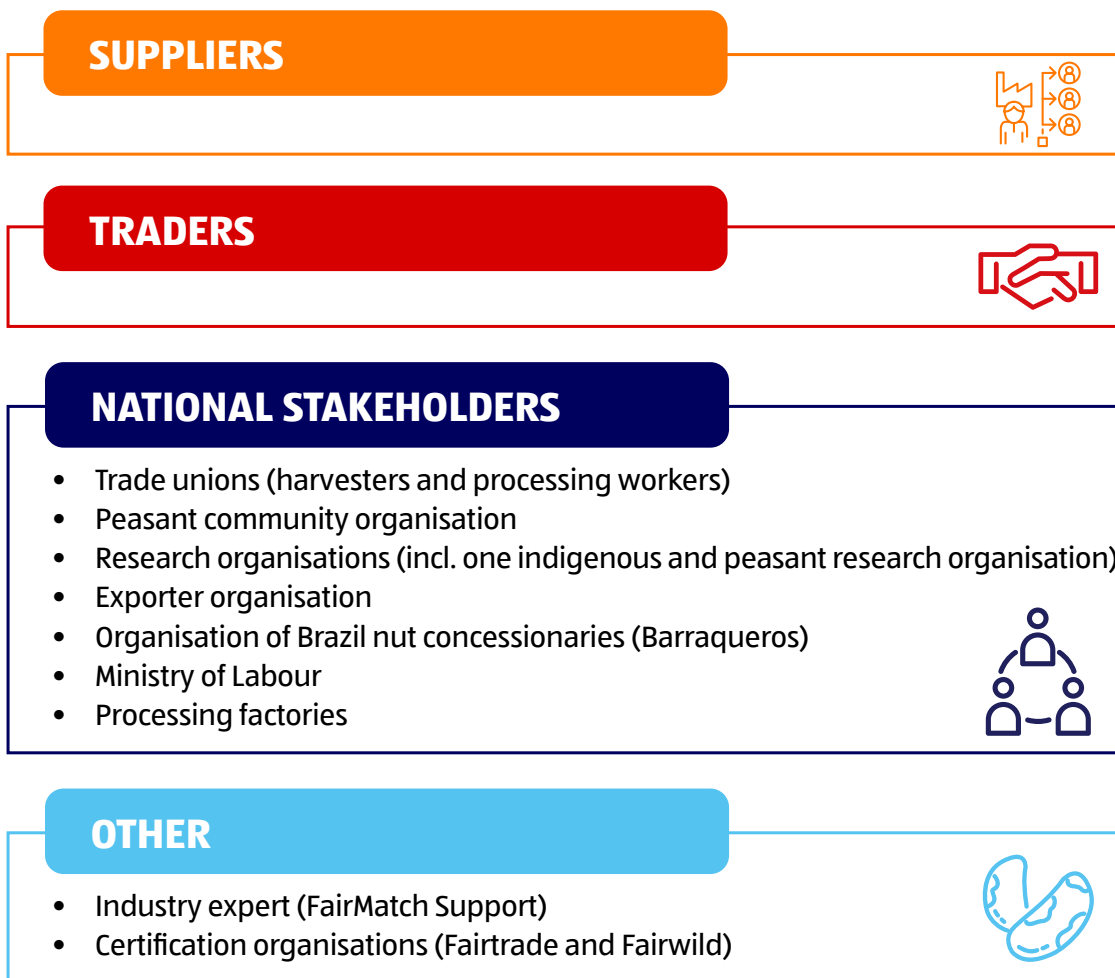 SUPPLIERS
TRADERS
NATIONAL STAKEHOLDERS
• Trade unions (harvesters and processing workers)
• Peasant community organisation
• Research organisations (incl. one indigenous and peasant research organisation)
• Exporter organisation
• Organisation of Brazil nut concessionaries (Barraqueros)
• Ministry of Labour
• Processing factories
OTHER
• Industry expert (FairMatch Support)
• Certification organisations (Fairtrade and Fairwild)